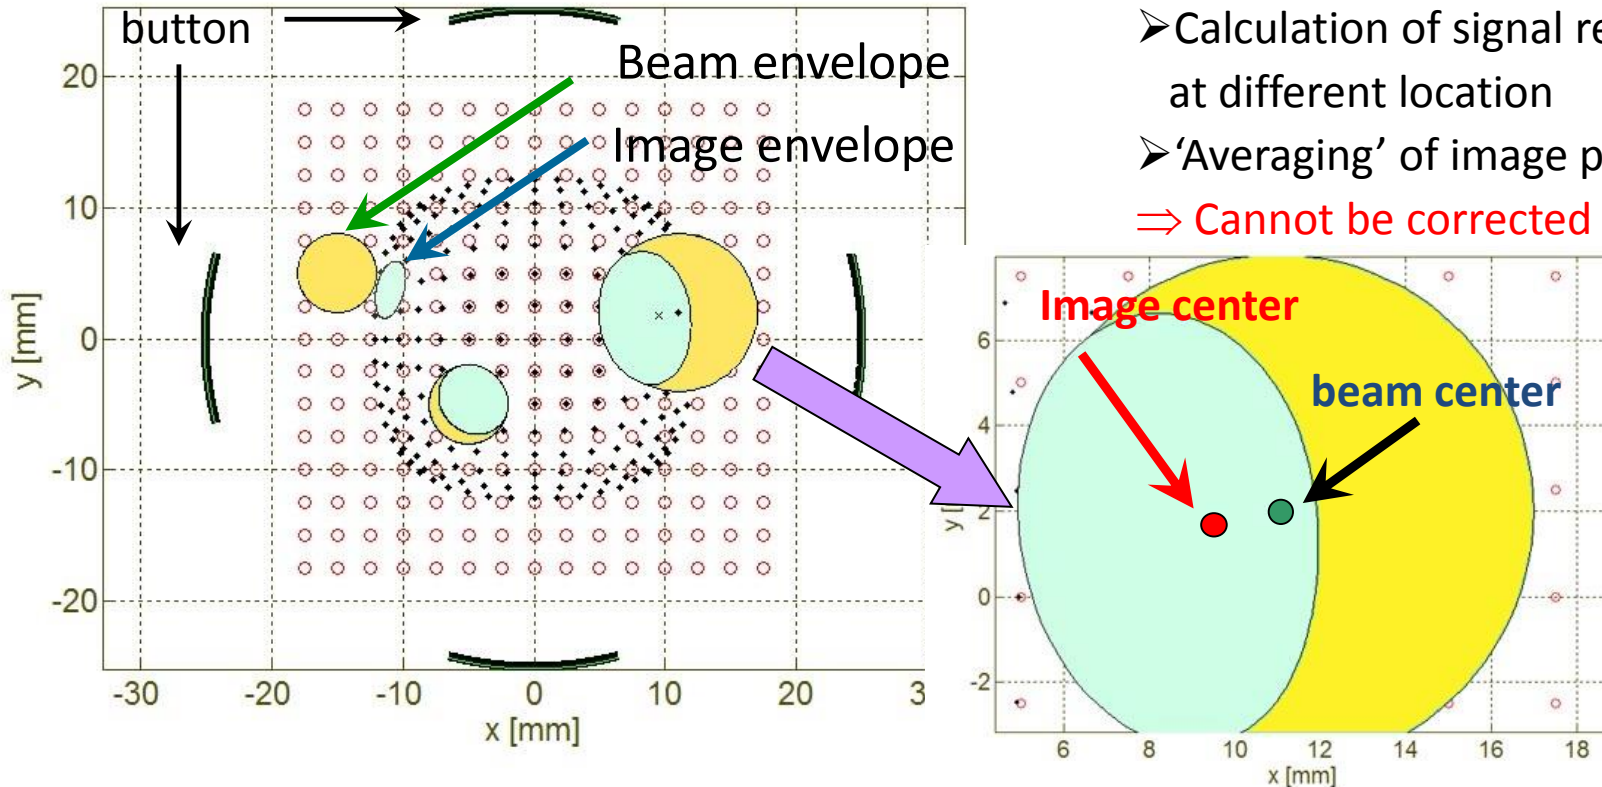 button
Beam envelope
Image envelope
➢Calculation of signal re
at different location
➢‘Averaging’ of image p
⇒ Cannot be corrected
20
10
0
-10
-20
y [mm]
-30
-20
-10
0
10
20
3
x [mm]
Image center
beam center
6
4
2
0
-2
y [
6
8
10
12
14
16
18
x [mm]